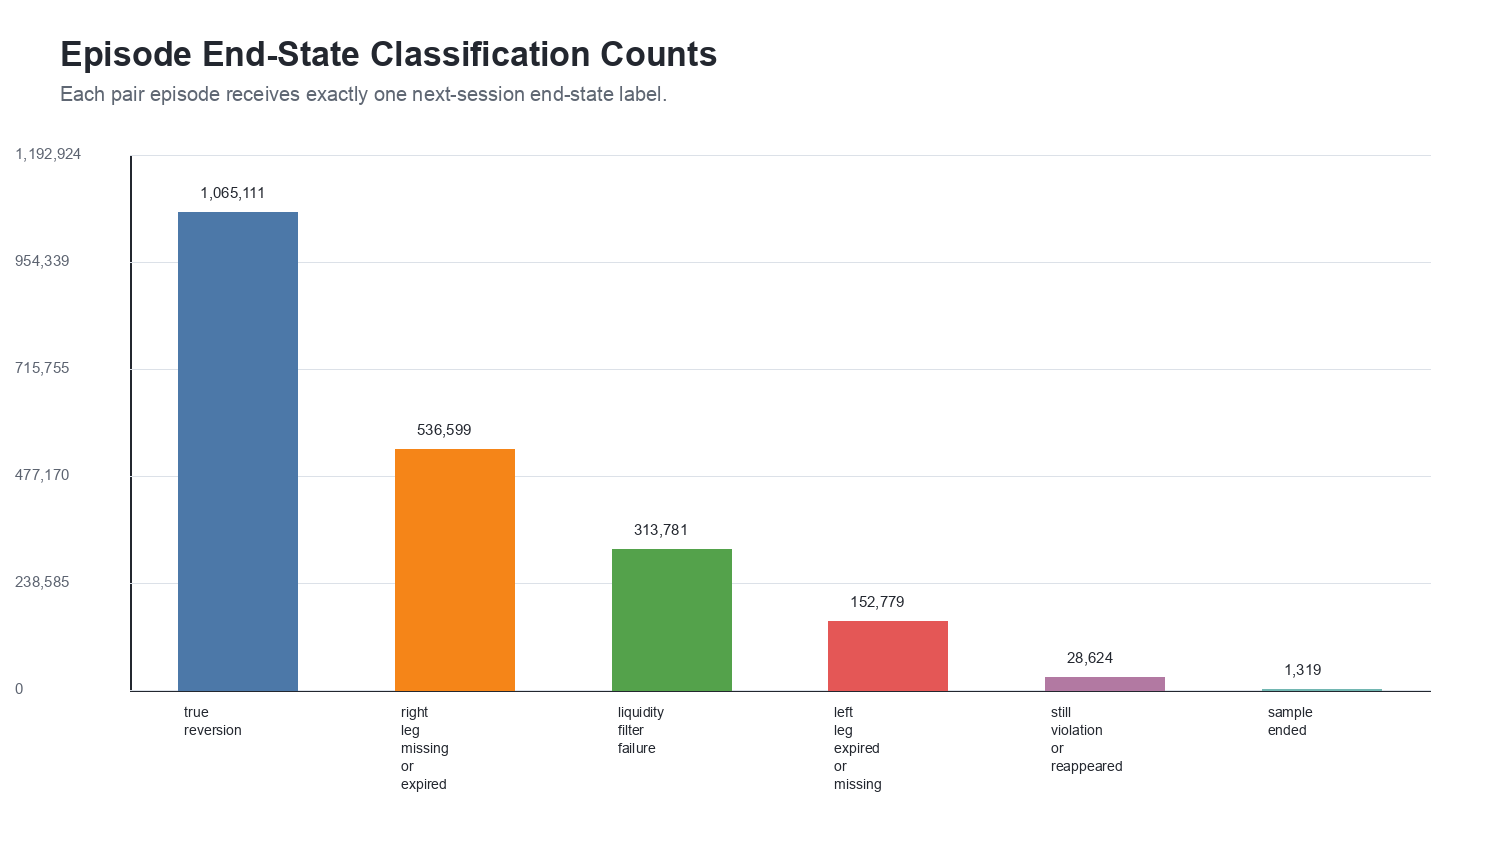 Episode End-State Classification Counts
Each pair episode receives exactly one next-session end-state label.
1,192,924
954,339
715,755
477,170
238,585
0
1,065,111
536,599
313,781
152,779
28,624
1,319
true
reversion
right
leg
missing
or
expired
liquidity
filter
failure
left
leg
expired
or
missing
still
violation
or
reappeared
sample
ended